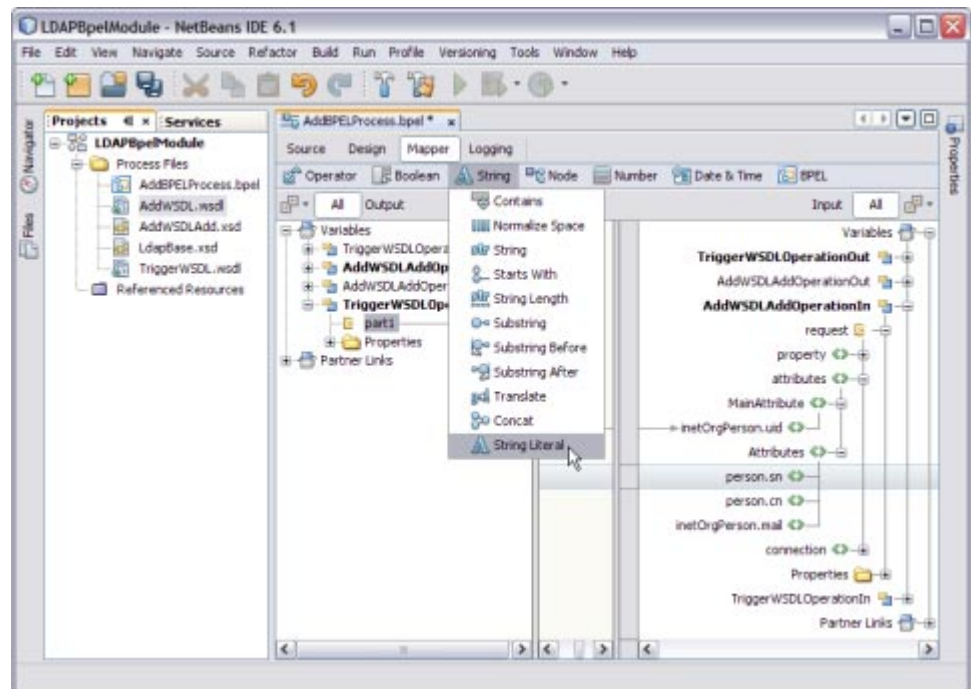 LDAPBpelModule - NetBeans IDE 6.1
File Edit View Navigate Source Refactor Build Run Profile Versioning Tools Window Help
Projects Services
LDAPBpelModule
Process Files
AddBPELProcess.bpel
AddWSDL.wsdl
AddWSDLAdd.xsd
LdapBase.xsd
TriggerWSDL.wsdl
Referenced Resources
Navigator
Files
AddBPELProcess.bpel *
Source Design Mapper Logging
Operator Boolean String Node Number Date & Time BPEL
All Output
Variables
TriggerWSDLOpera
AddWSDLAddOp
AddWSDLAddOper
TriggerWSDLOp
part1
Properties
Partner Links
Contains
Normalize Space
String
Starts With
String Length
Substring
Substring Before
Substring After
Translate
Concat
String Literal
Input All
Variables
TriggerWSDLOperationOut
AddWSDLAddOperationOut
AddWSDLAddOperationIn
request
property
attributes
MainAttribute
inetOrgPerson.uid
Attributes
person.sn
person.cn
inetOrgPerson.mail
connection
Properties
TriggerWSDLOperationIn
Partner Links
Properties